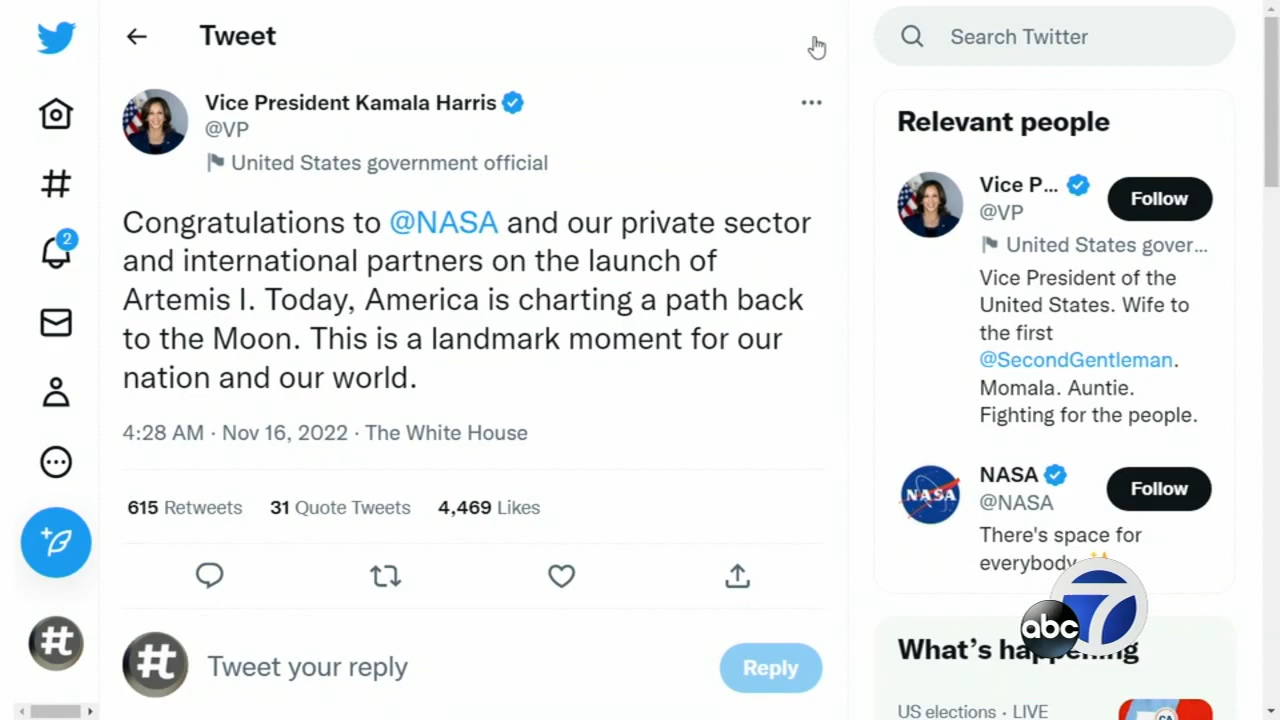 Tweet
Search Twitter
Vice President Kamala Harris
@VP
United States government official
Congratulations to @NASA and our private sector
and international partners on the launch of
Artemis I. Today, America is charting a path back
to the Moon. This is a landmark moment for our
nation and our world.
4:28 AM · Nov 16, 2022 · The White House
615 Retweets 31 Quote Tweets 4,469 Likes
Tweet your reply
Reply
2
Relevant people
Vice P...
Follow
@VP
United States gover...
Vice President of the
United States. Wife to
the first
@SecondGentleman.
Momala. Auntie.
Fighting for the people.
NASA
NASA
Follow
@NASA
There's space for
everybody.
abc 7
What's happening
US elections · LIVE
CA